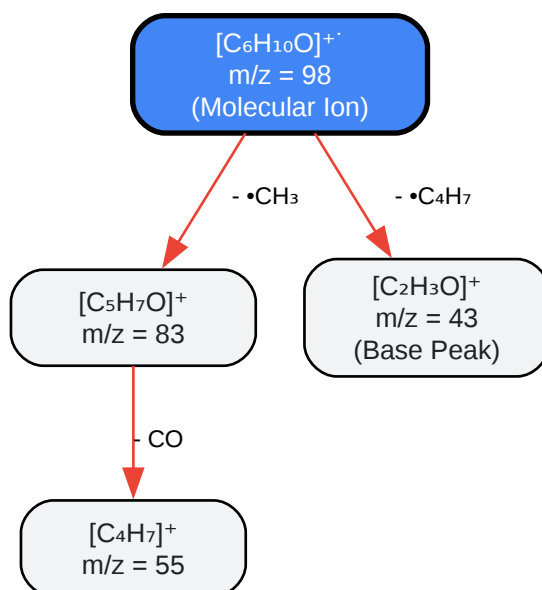 [C₆H₁₀O]⁺˙
m/z = 98
(Molecular Ion)
- •CH₃
- •C₄H₇
[C₅H₇O]⁺
m/z = 83
[C₂H₃O]⁺
m/z = 43
(Base Peak)
- CO
[C₄H₇]⁺
m/z = 55